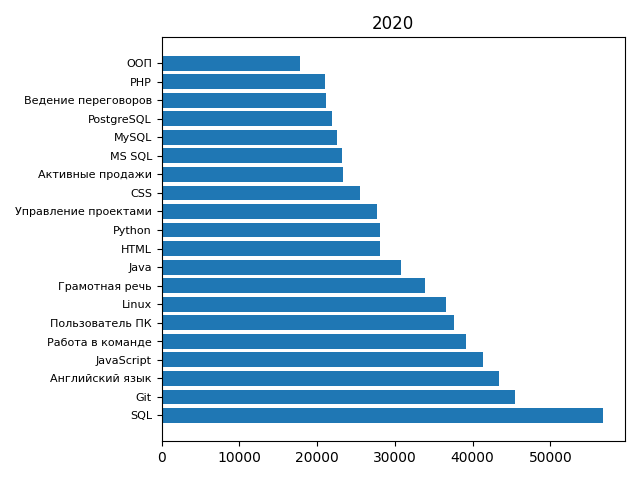 2020
ООП
PHP
Ведение переговоров
PostgreSQL
MySQL
MS SQL
Активные продажи
CSS
Управление проектами
Python
HTML
Java
Грамотная речь
Linux
Пользователь ПК
Работа в команде
JavaScript
Английский язык
Git
SQL
0 10000 20000 30000 40000 50000